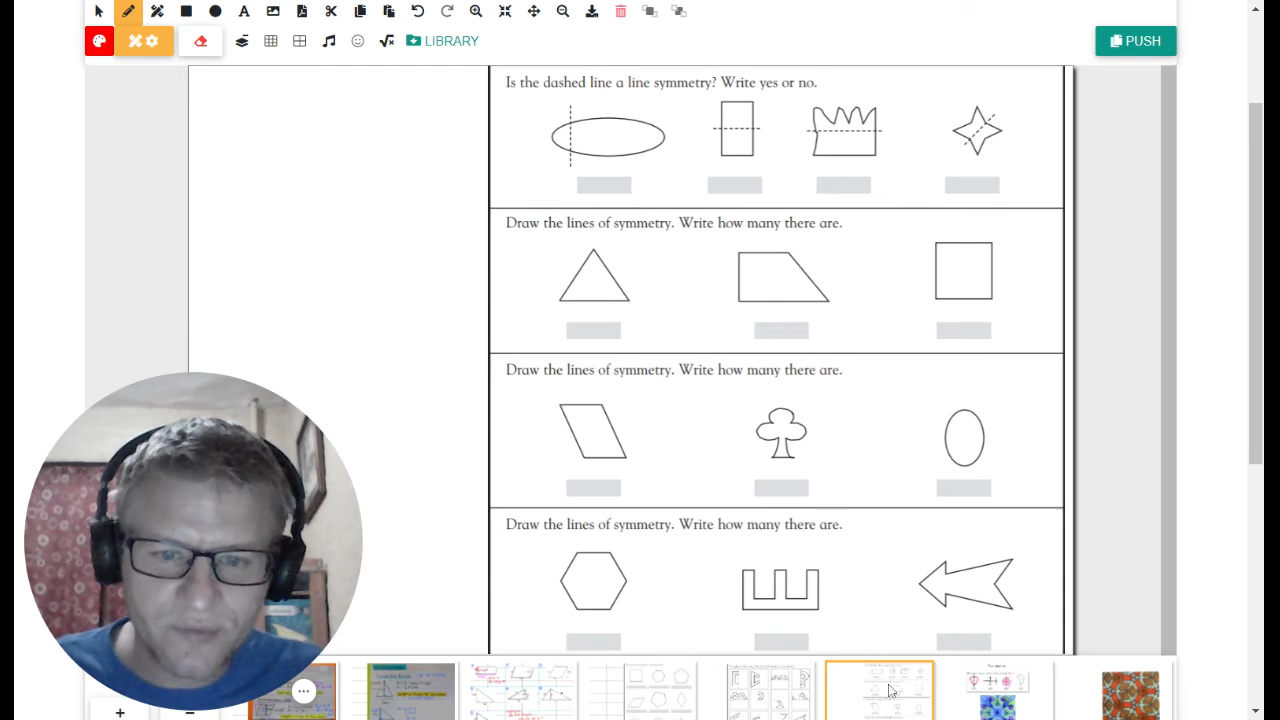 LIBRARY
PUSH
Is the dashed line a line symmetry? Write yes or no.
Draw the lines of symmetry. Write how many there are.
Draw the lines of symmetry. Write how many there are.
Draw the lines of symmetry. Write how many there are.